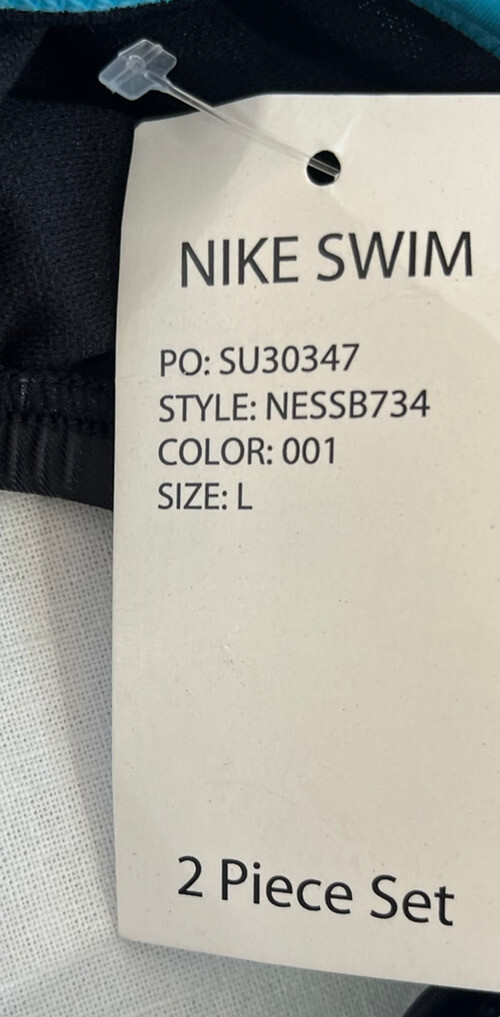 NIKE SWIM
PO: SU30347
STYLE: NESSB734
COLOR: 001
SIZE: L
2 Piece Set